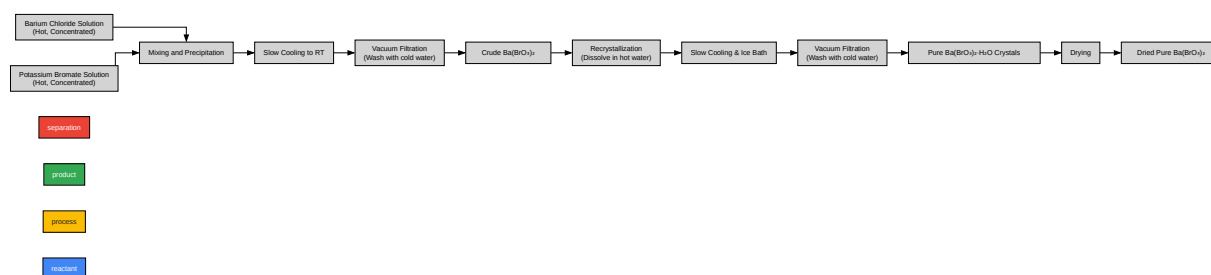 Barium Chloride Solution
(Hot, Concentrated)
Potassium Bromate Solution
(Hot, Concentrated)
Mixing and Precipitation
Slow Cooling to RT
Vacuum Filtration
(Wash with cold water)
Crude Ba(BrO₃)₂
Recrystallization
(Dissolve in hot water)
Slow Cooling & Ice Bath
Vacuum Filtration
(Wash with cold water)
Pure Ba(BrO₃)₂·H₂O Crystals
Drying
Dried Pure Ba(BrO₃)₂
separation
product
process
reactant